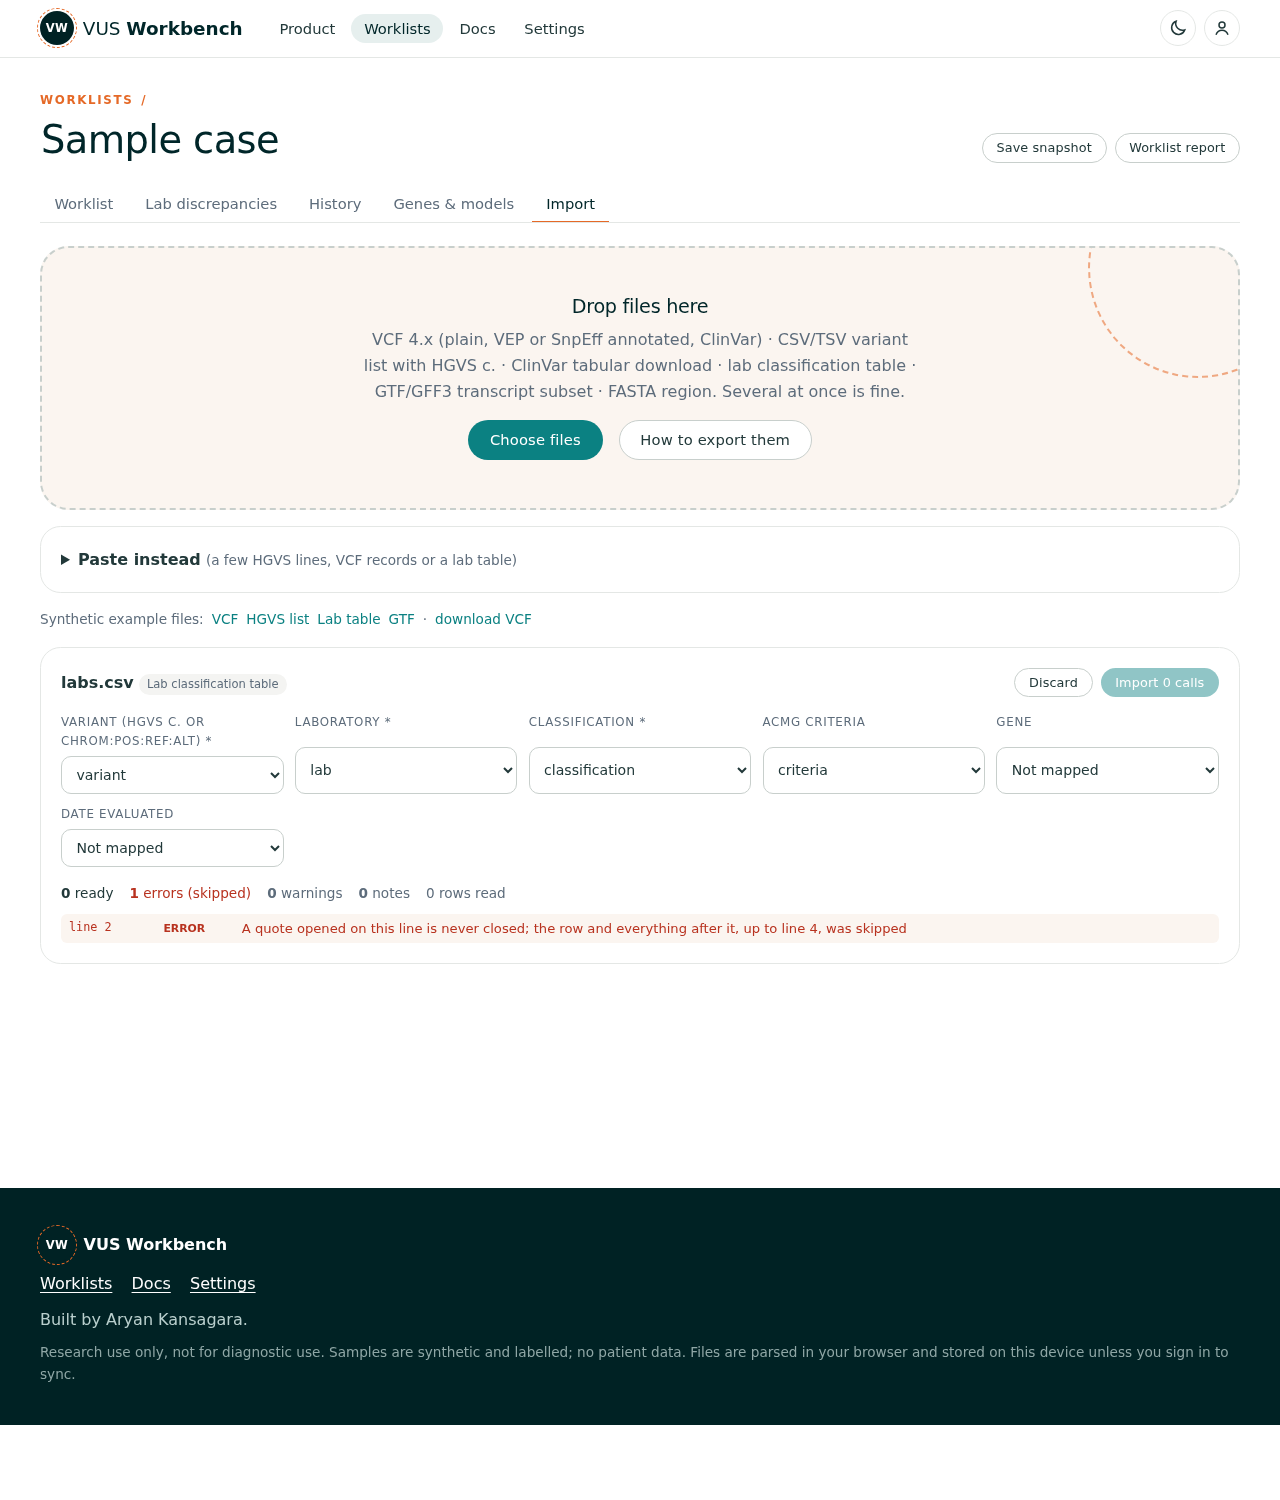 VW VUS Workbench Product Worklists Docs Settings
WORKLISTS /
Sample case
Save snapshot Worklist report
Worklist Lab discrepancies History Genes & models Import
Drop files here
VCF 4.x (plain, VEP or SnpEff annotated, ClinVar) · CSV/TSV variant
list with HGVS c. · ClinVar tabular download · lab classification table ·
GTF/GFF3 transcript subset · FASTA region. Several at once is fine.
Choose files How to export them
▶ Paste instead (a few HGVS lines, VCF records or a lab table)
Synthetic example files: VCF HGVS list Lab table GTF · download VCF
labs.csv Lab classification table Discard Import 0 calls
VARIANT (HGVS C. OR
CHROM:POS:REF:ALT) * LABORATORY * CLASSIFICATION * ACMG CRITERIA GENE
variant lab classification criteria Not mapped
DATE EVALUATED
Not mapped
0 ready 1 errors (skipped) 0 warnings 0 notes 0 rows read
line 2 ERROR A quote opened on this line is never closed; the row and everything after it, up to line 4, was skipped
VW VUS Workbench
Worklists Docs Settings
Built by Aryan Kansagara.
Research use only, not for diagnostic use. Samples are synthetic and labelled; no patient data. Files are parsed in your browser and stored on this device unless you sign in to
sync.